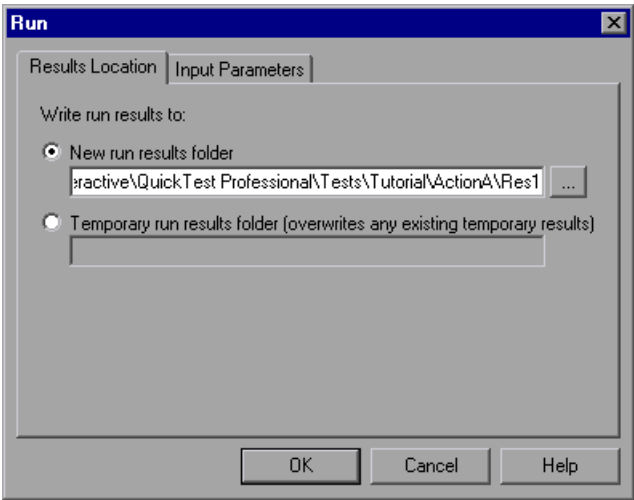 Run
Results Location
Input Parameters
Write run results to:
New run results folder
eractive\QuickTest Professional\Tests\Tutorial\ActionA\Res1
...
Temporary run results folder (overwrites any existing temporary results)
OK
Cancel
Help